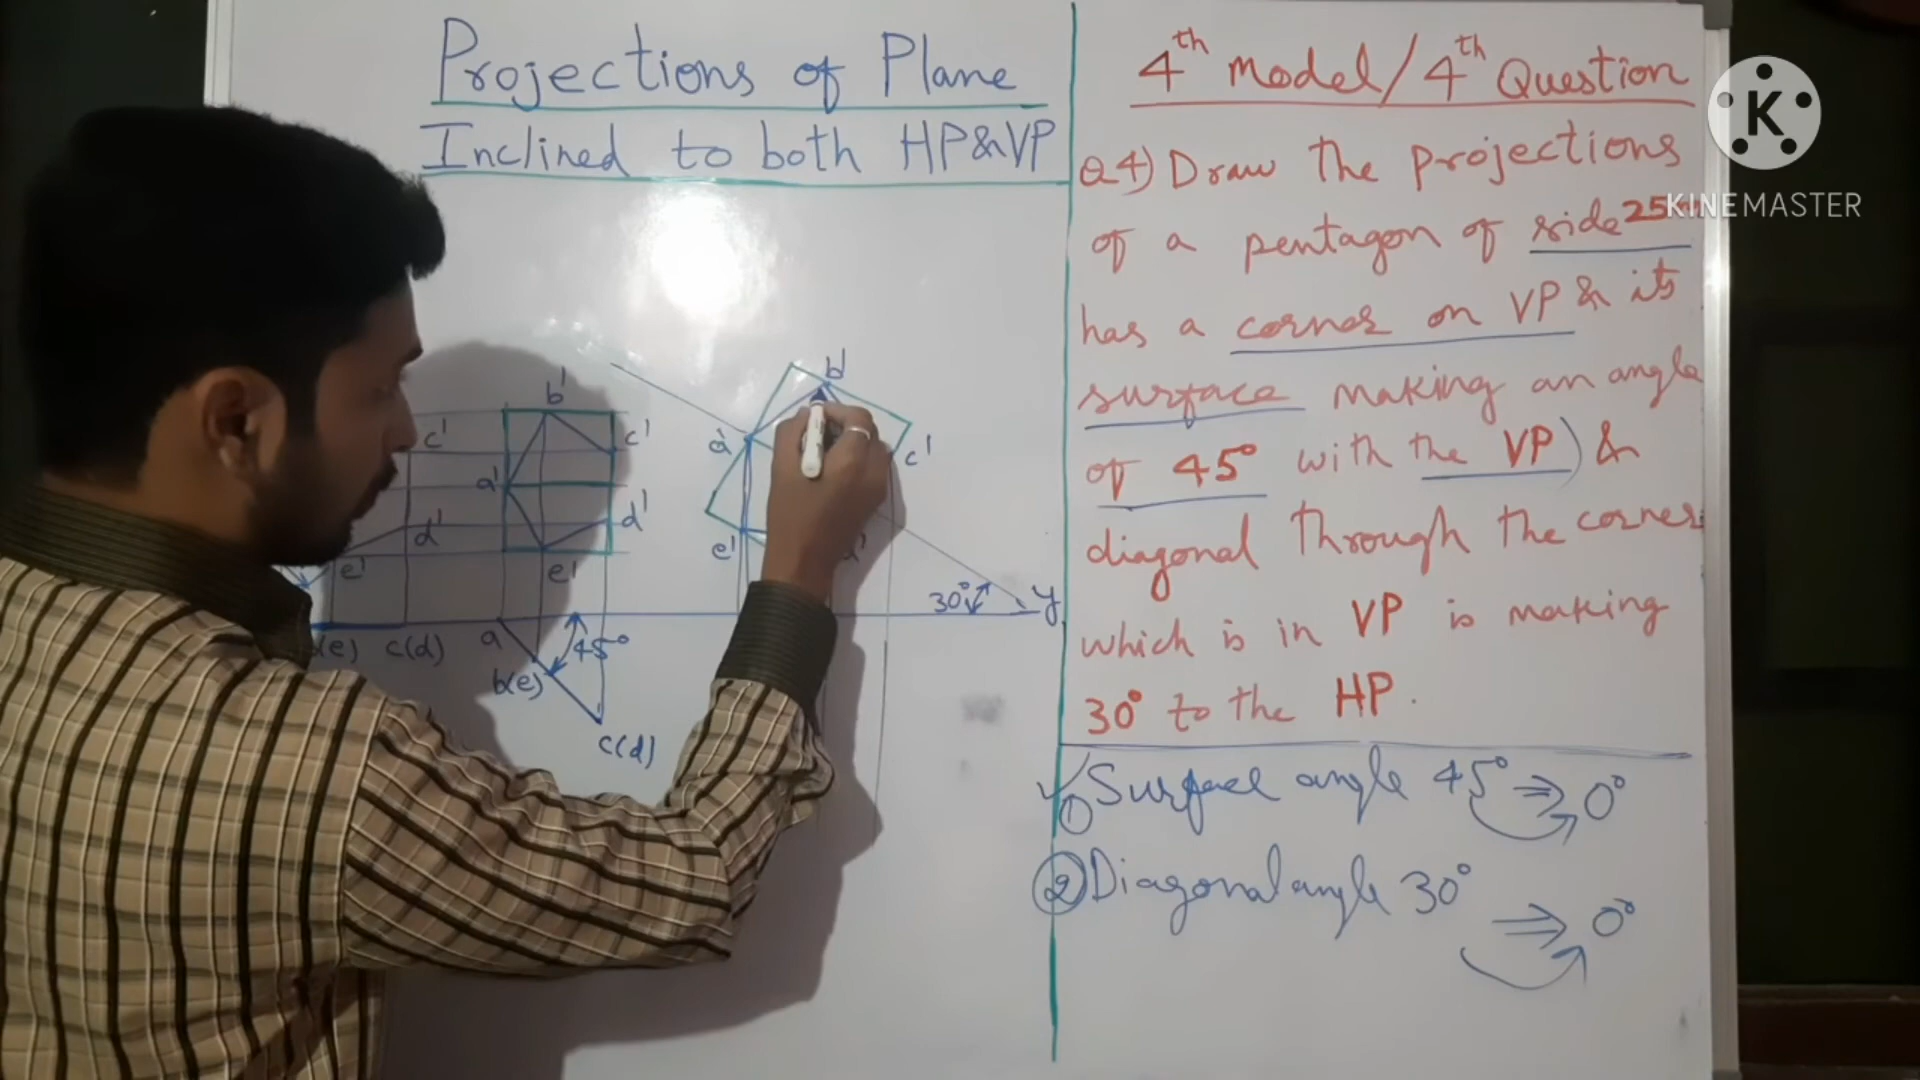 Projections of Plane
Inclined to both HP&VP
4th Model/4th Question
Q4) Draw the projections
of a pentagon of side 25
has a corner on VP & its
surface making an angle
of 45° with the VP) &
diagonal through the corner
which is in VP is making
30° to the HP.
① Surface angle 45° ⇒ 0°
② Diagonal angle 30° ⇒ 0°
K
KINEMASTER
c'
d'
e'
(e)
c(d)
b'
a'
c'
d'
e'
a
b(e)
45°
c(d)
b'
a'
c'
e'
d'
30°
y